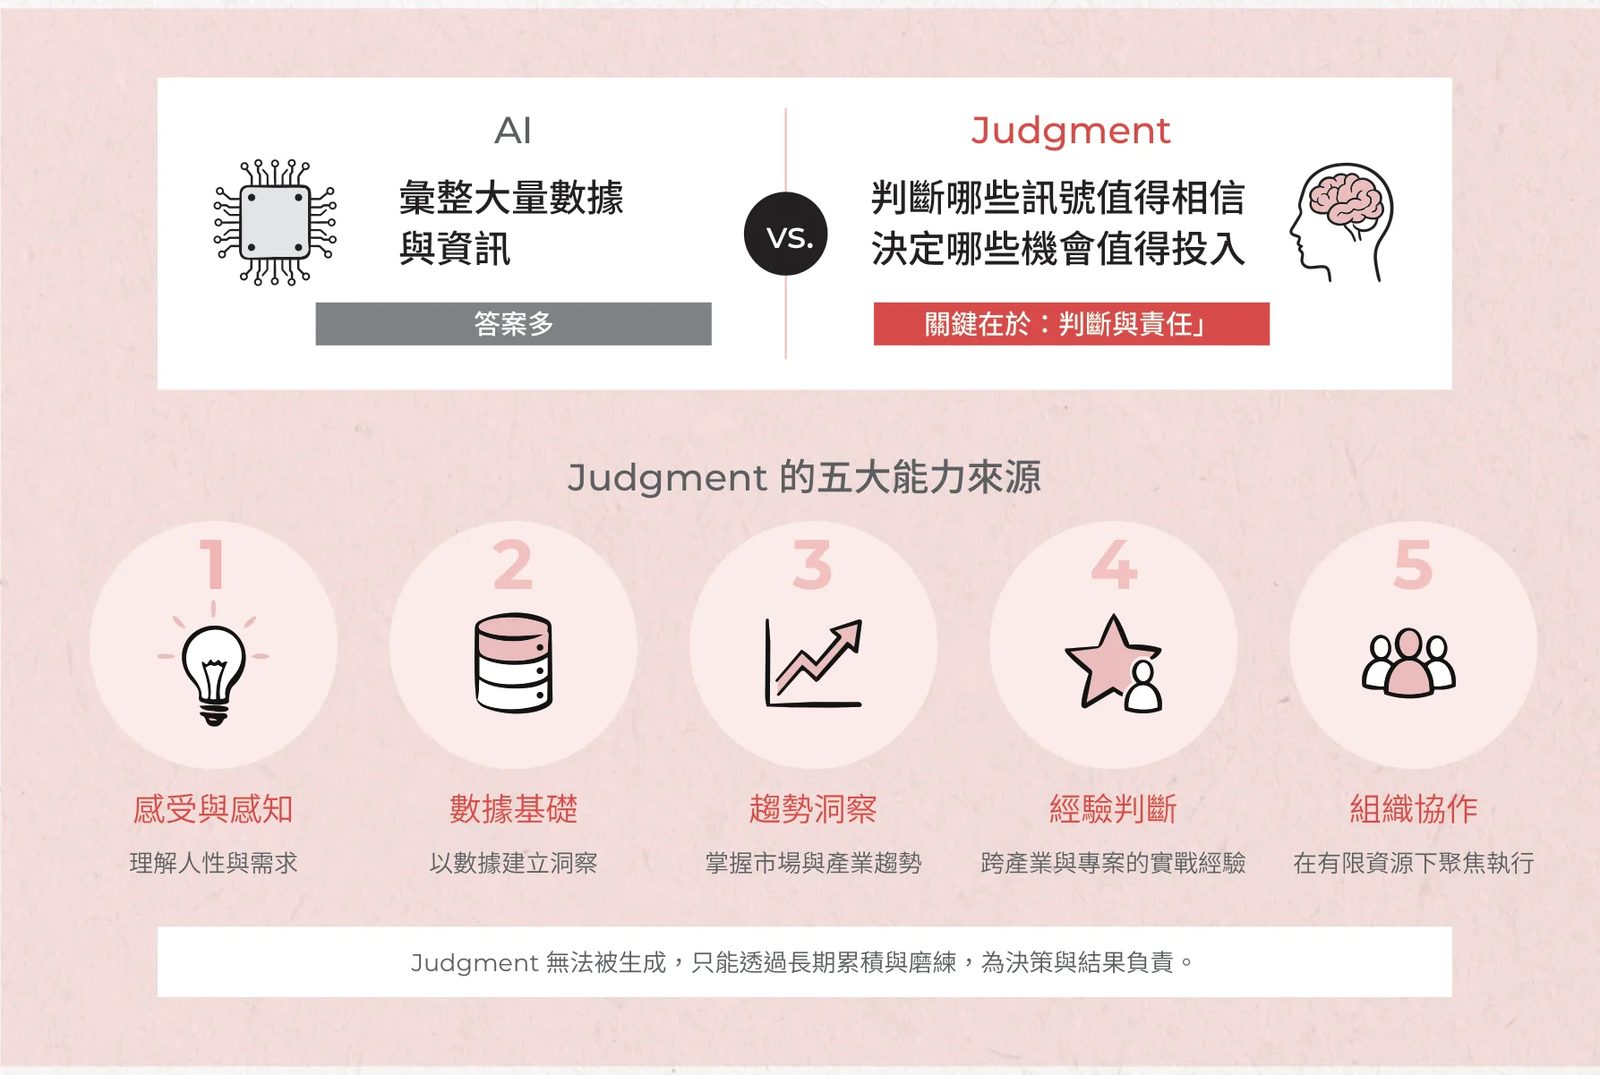 AI
彙整大量數據
與資訊
答案多
vs.
Judgment
判斷哪些訊號值得相信
決定哪些機會值得投入
關鍵在於：判斷與責任」
Judgment 的五大能力來源
1
感受與感知
理解人性與需求
2
數據基礎
以數據建立洞察
3
趨勢洞察
掌握市場與產業趨勢
4
經驗判斷
跨產業與專案的實戰經驗
5
組織協作
在有限資源下聚焦執行
Judgment 無法被生成，只能透過長期累積與磨練，為決策與結果負責。